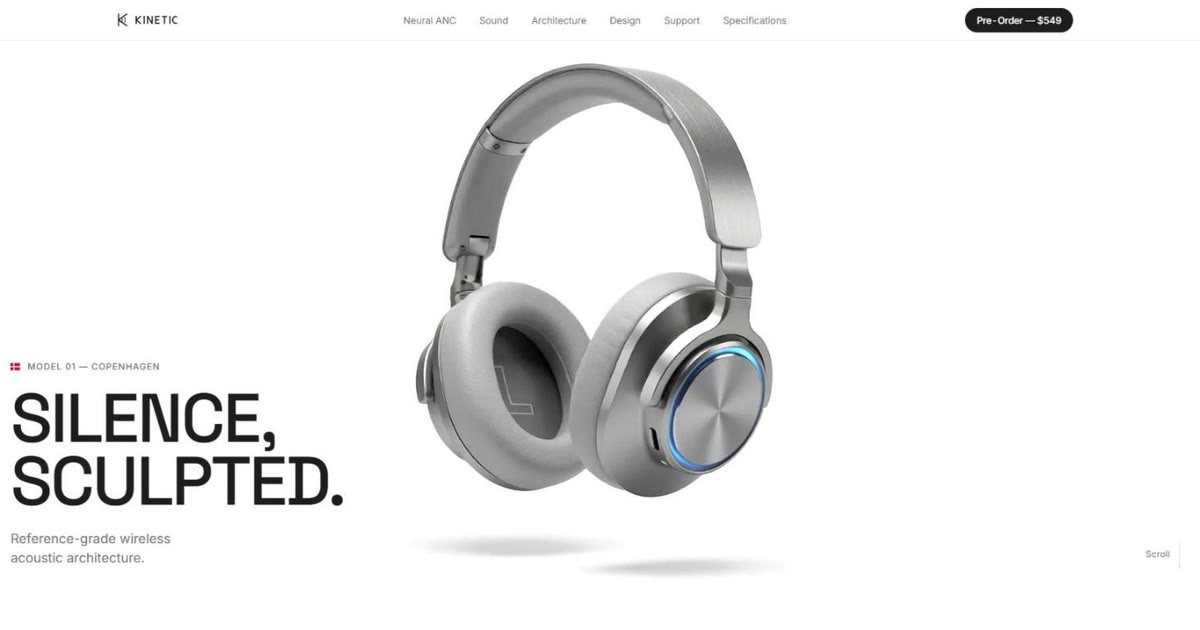 KINETIC
Neural ANC
Sound
Architecture
Design
Support
Specifications
Pre-Order — $549
L
MODEL 01 — COPENHAGEN
SILENCE,
SCULPTED.
Reference-grade wireless
acoustic architecture.
Scroll